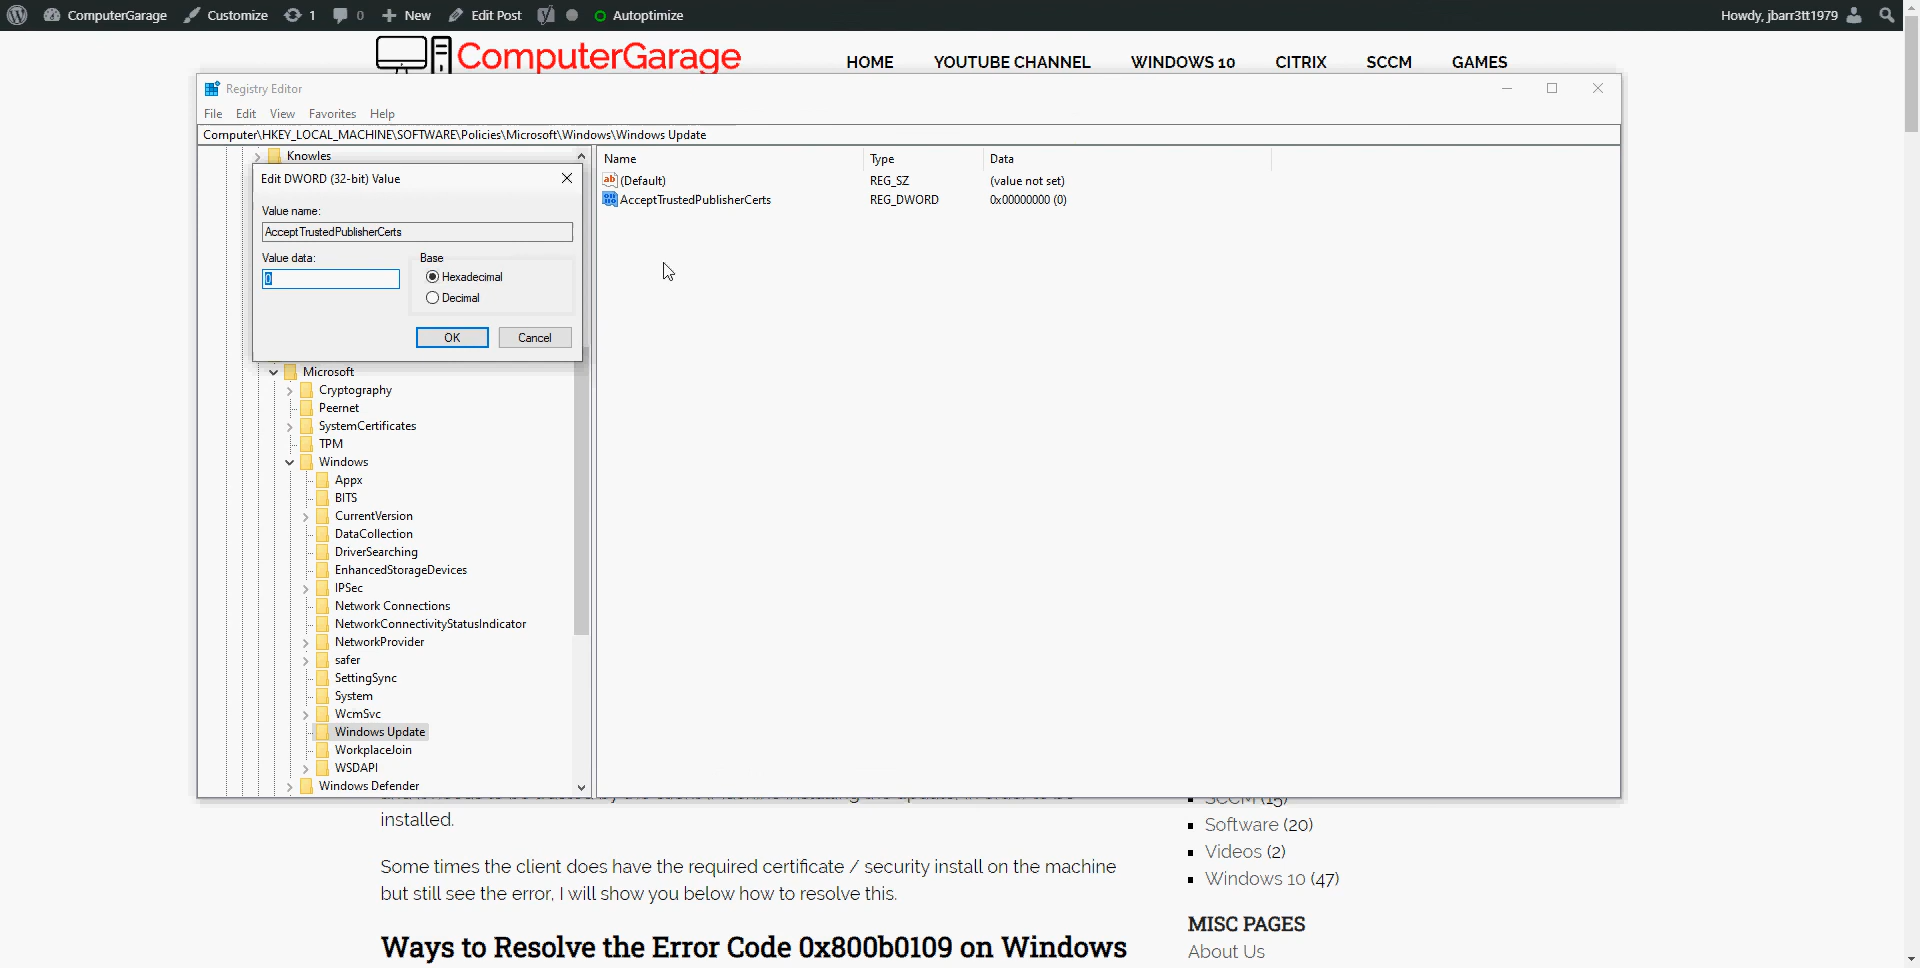 ComputerGarage Customize 1 0 New Edit Post Autoptimize Howdy, jbarr3tt1979
ComputerGarage
HOME YOUTUBE CHANNEL WINDOWS 10 CITRIX SCCM GAMES
Registry Editor
File Edit View Favorites Help
Computer\HKEY_LOCAL_MACHINE\SOFTWARE\Policies\Microsoft\Windows\Windows Update
Knowles
Edit DWORD (32-bit) Value
Value name:
AcceptTrustedPublisherCerts
Value data:
0
Base
Hexadecimal
Decimal
OK Cancel
Name Type Data
(Default) REG_SZ (value not set)
AcceptTrustedPublisherCerts REG_DWORD 0x00000000 (0)
Microsoft
Cryptography
Peernet
SystemCertificates
TPM
Windows
Appx
BITS
CurrentVersion
DataCollection
DriverSearching
EnhancedStorageDevices
IPSec
Network Connections
NetworkConnectivityStatusIndicator
NetworkProvider
safer
SettingSync
System
WcmSvc
Windows Update
WorkplaceJoin
WSDAPI
Windows Defender
installed.
Some times the client does have the required certificate / security install on the machine
but still see the error, I will show you below how to resolve this.
Ways to Resolve the Error Code 0x800b0109 on Windows
SCCM (15)
Software (20)
Videos (2)
Windows 10 (47)
MISC PAGES
About Us